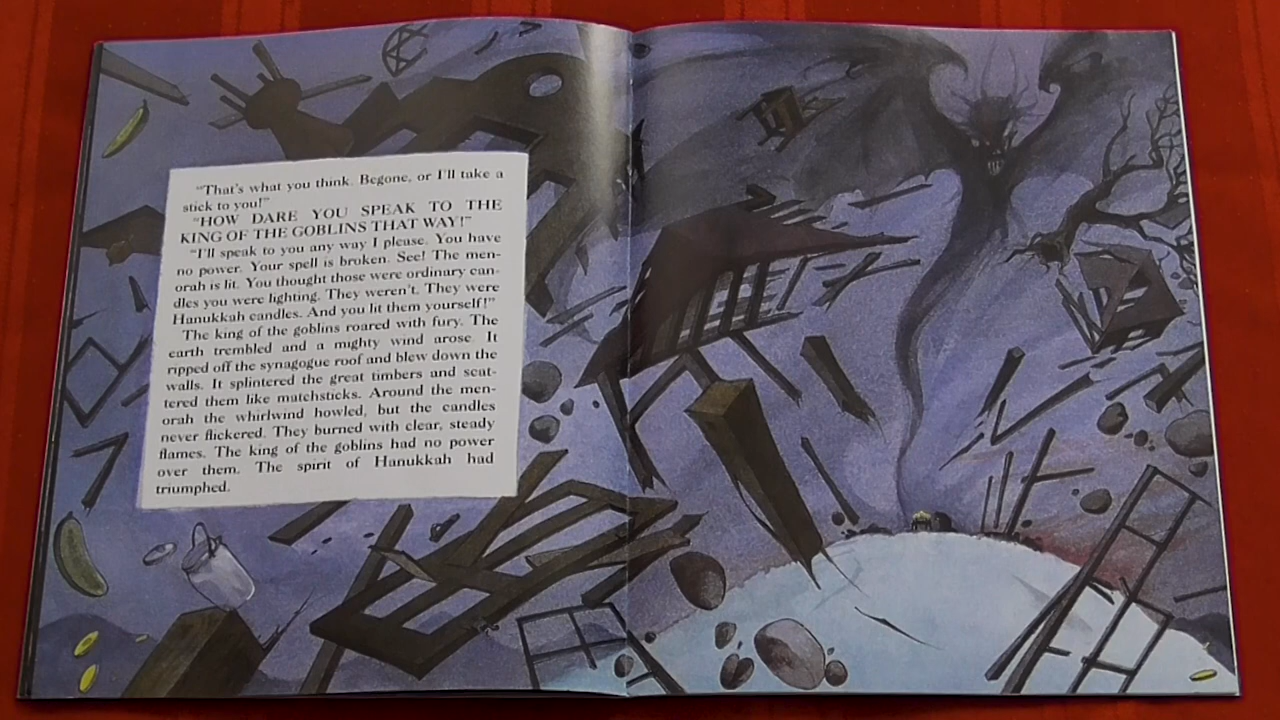 "That's what you think. Begone, or I'll take a
stick to you!"
"HOW DARE YOU SPEAK TO THE
KING OF THE GOBLINS THAT WAY!"
"I'll speak to you any way I please. You have
no power. Your spell is broken. See! The men-
orah is lit. You thought those were ordinary can-
dles you were lighting. They weren't. They were
Hanukkah candles. And you lit them yourself!"
The king of the goblins roared with fury. The
earth trembled and a mighty wind arose. It
ripped off the synagogue roof and blew down the
walls. It splintered the great timbers and scat-
tered them like matchsticks. Around the men-
orah the whirlwind howled, but the candles
never flickered. They burned with clear, steady
flames. The king of the goblins had no power
over them. The spirit of Hanukkah had
triumphed.